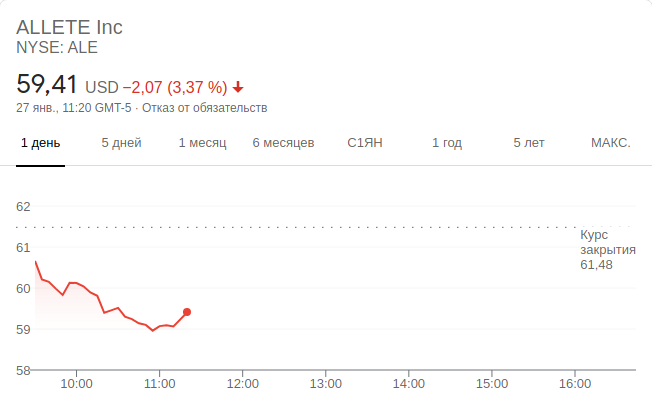 ALLETE Inc
NYSE: ALE
59,41 USD −2,07 (3,37 %)
27 янв., 11:20 GMT-5 · Отказ от обязательств
1 день 5 дней 1 месяц 6 месяцев С1ЯН 1 год 5 лет МАКС.
62
Курс
61
закрытия
61,48
60
59
58
10:00 11:00 12:00 13:00 14:00 15:00 16:00